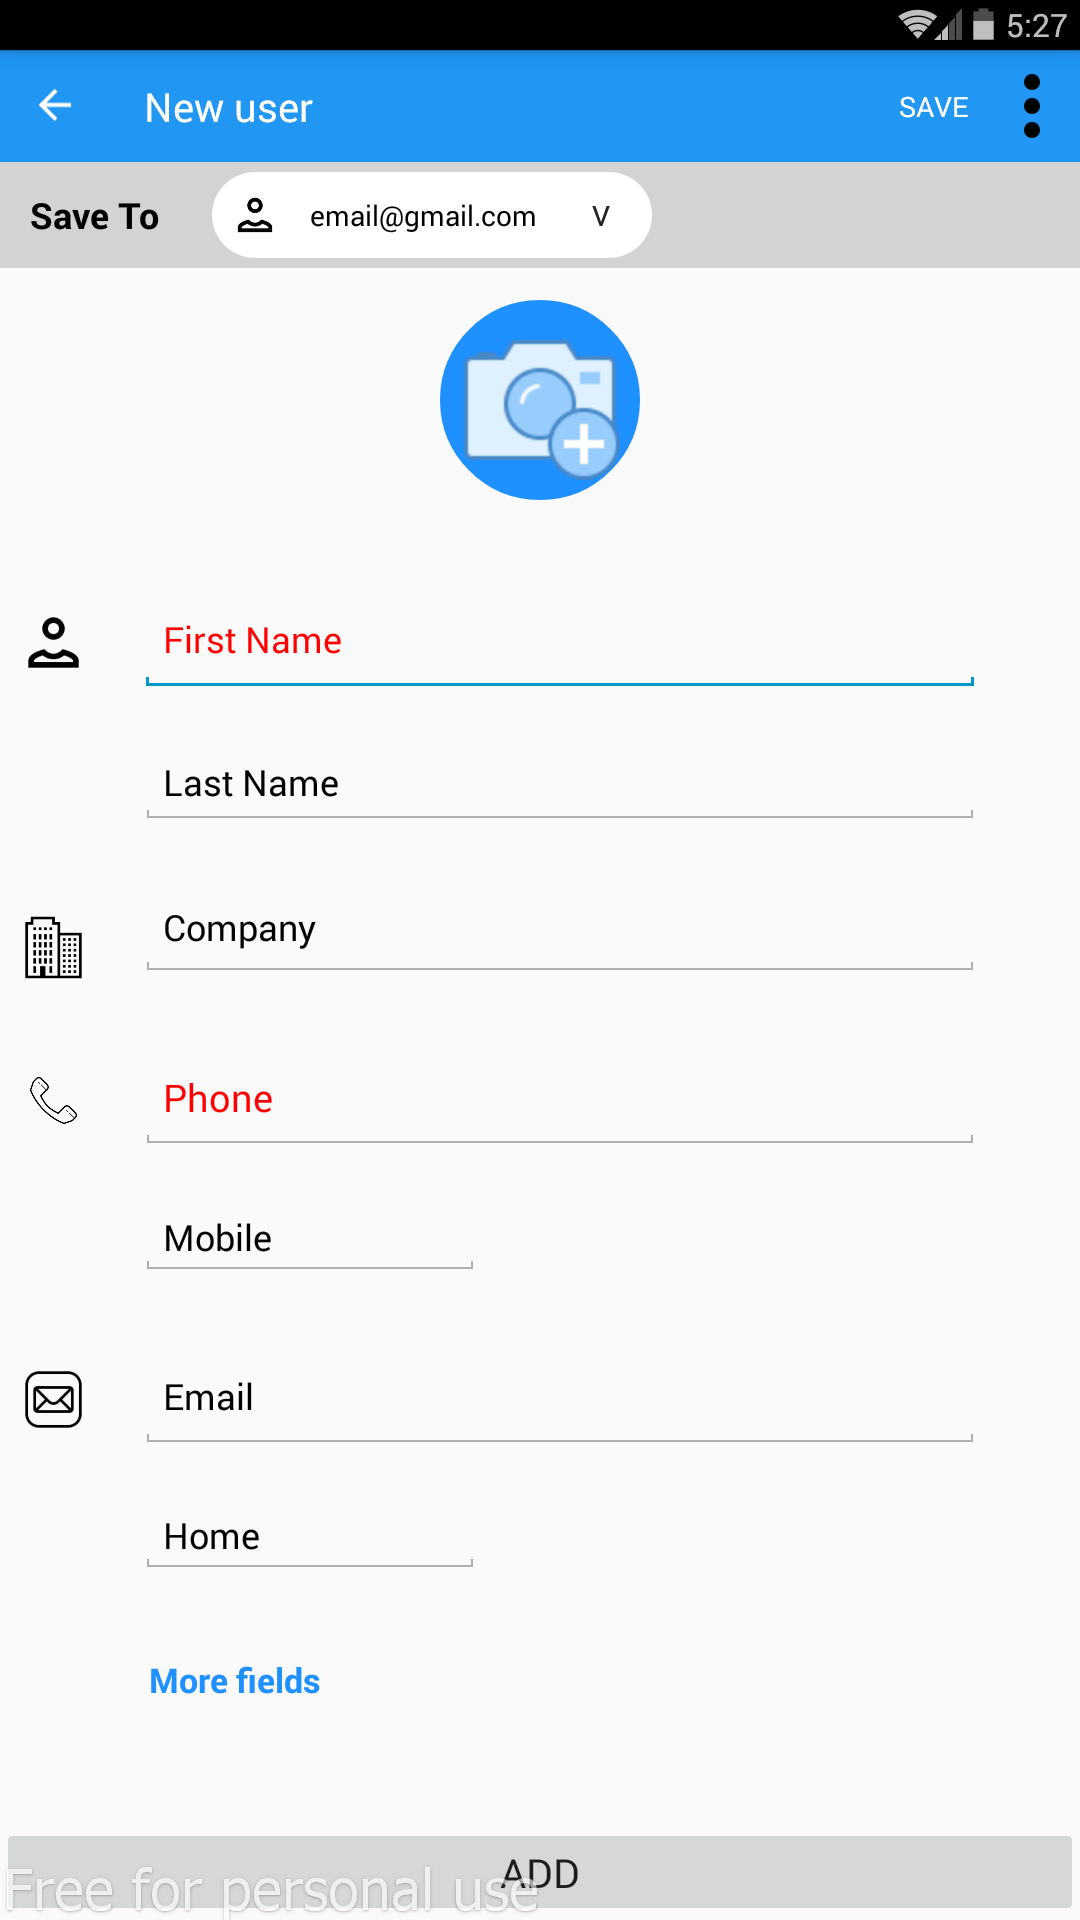 5:27
New user SAVE
Save To email@gmail.com V
First Name
Last Name
Company
Phone
Mobile
Email
Home
More fields
ADD
Free for personal use